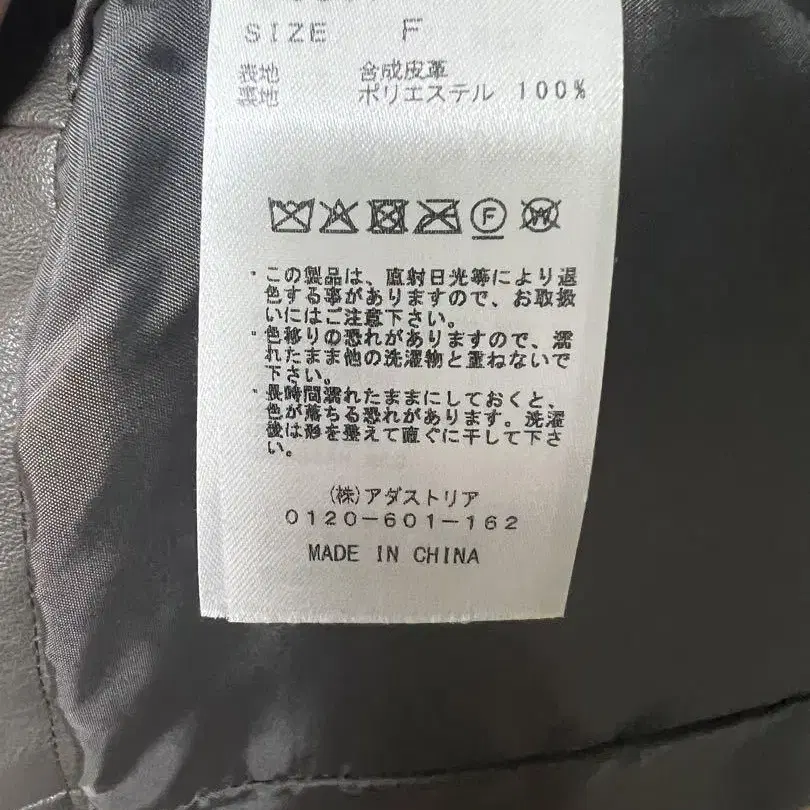 SIZE F
表地 合成皮革
裏地 ポリエステル 100%
F
W
・この製品は、直射日光等により退
色する事がありますので、お取扱
いにはご注意下さい。
・色移りの恐れがありますので、濡
れたまま他の洗濯物と重ねないで
下さい。
・長時間濡れたままにしておくと、
色が落ちる恐れがあります。洗濯
後は形を整えて直ぐに干して下さ
い。
(株)アダストリア
0120-601-162
MADE IN CHINA